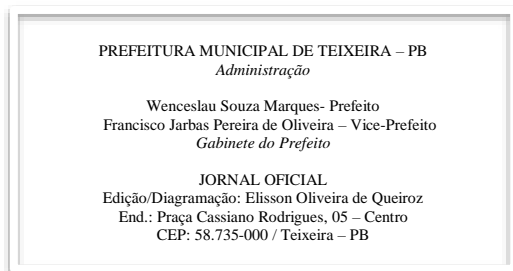 PREFEITURA MUNICIPAL DE TEIXEIRA – PB
Administração
Wenceslau Souza Marques- Prefeito
Francisco Jarbas Pereira de Oliveira – Vice-Prefeito
Gabinete do Prefeito
JORNAL OFICIAL
Edição/Diagramação: Elisson Oliveira de Queiroz
End.: Praça Cassiano Rodrigues, 05 – Centro
CEP: 58.735-000 / Teixeira – PB